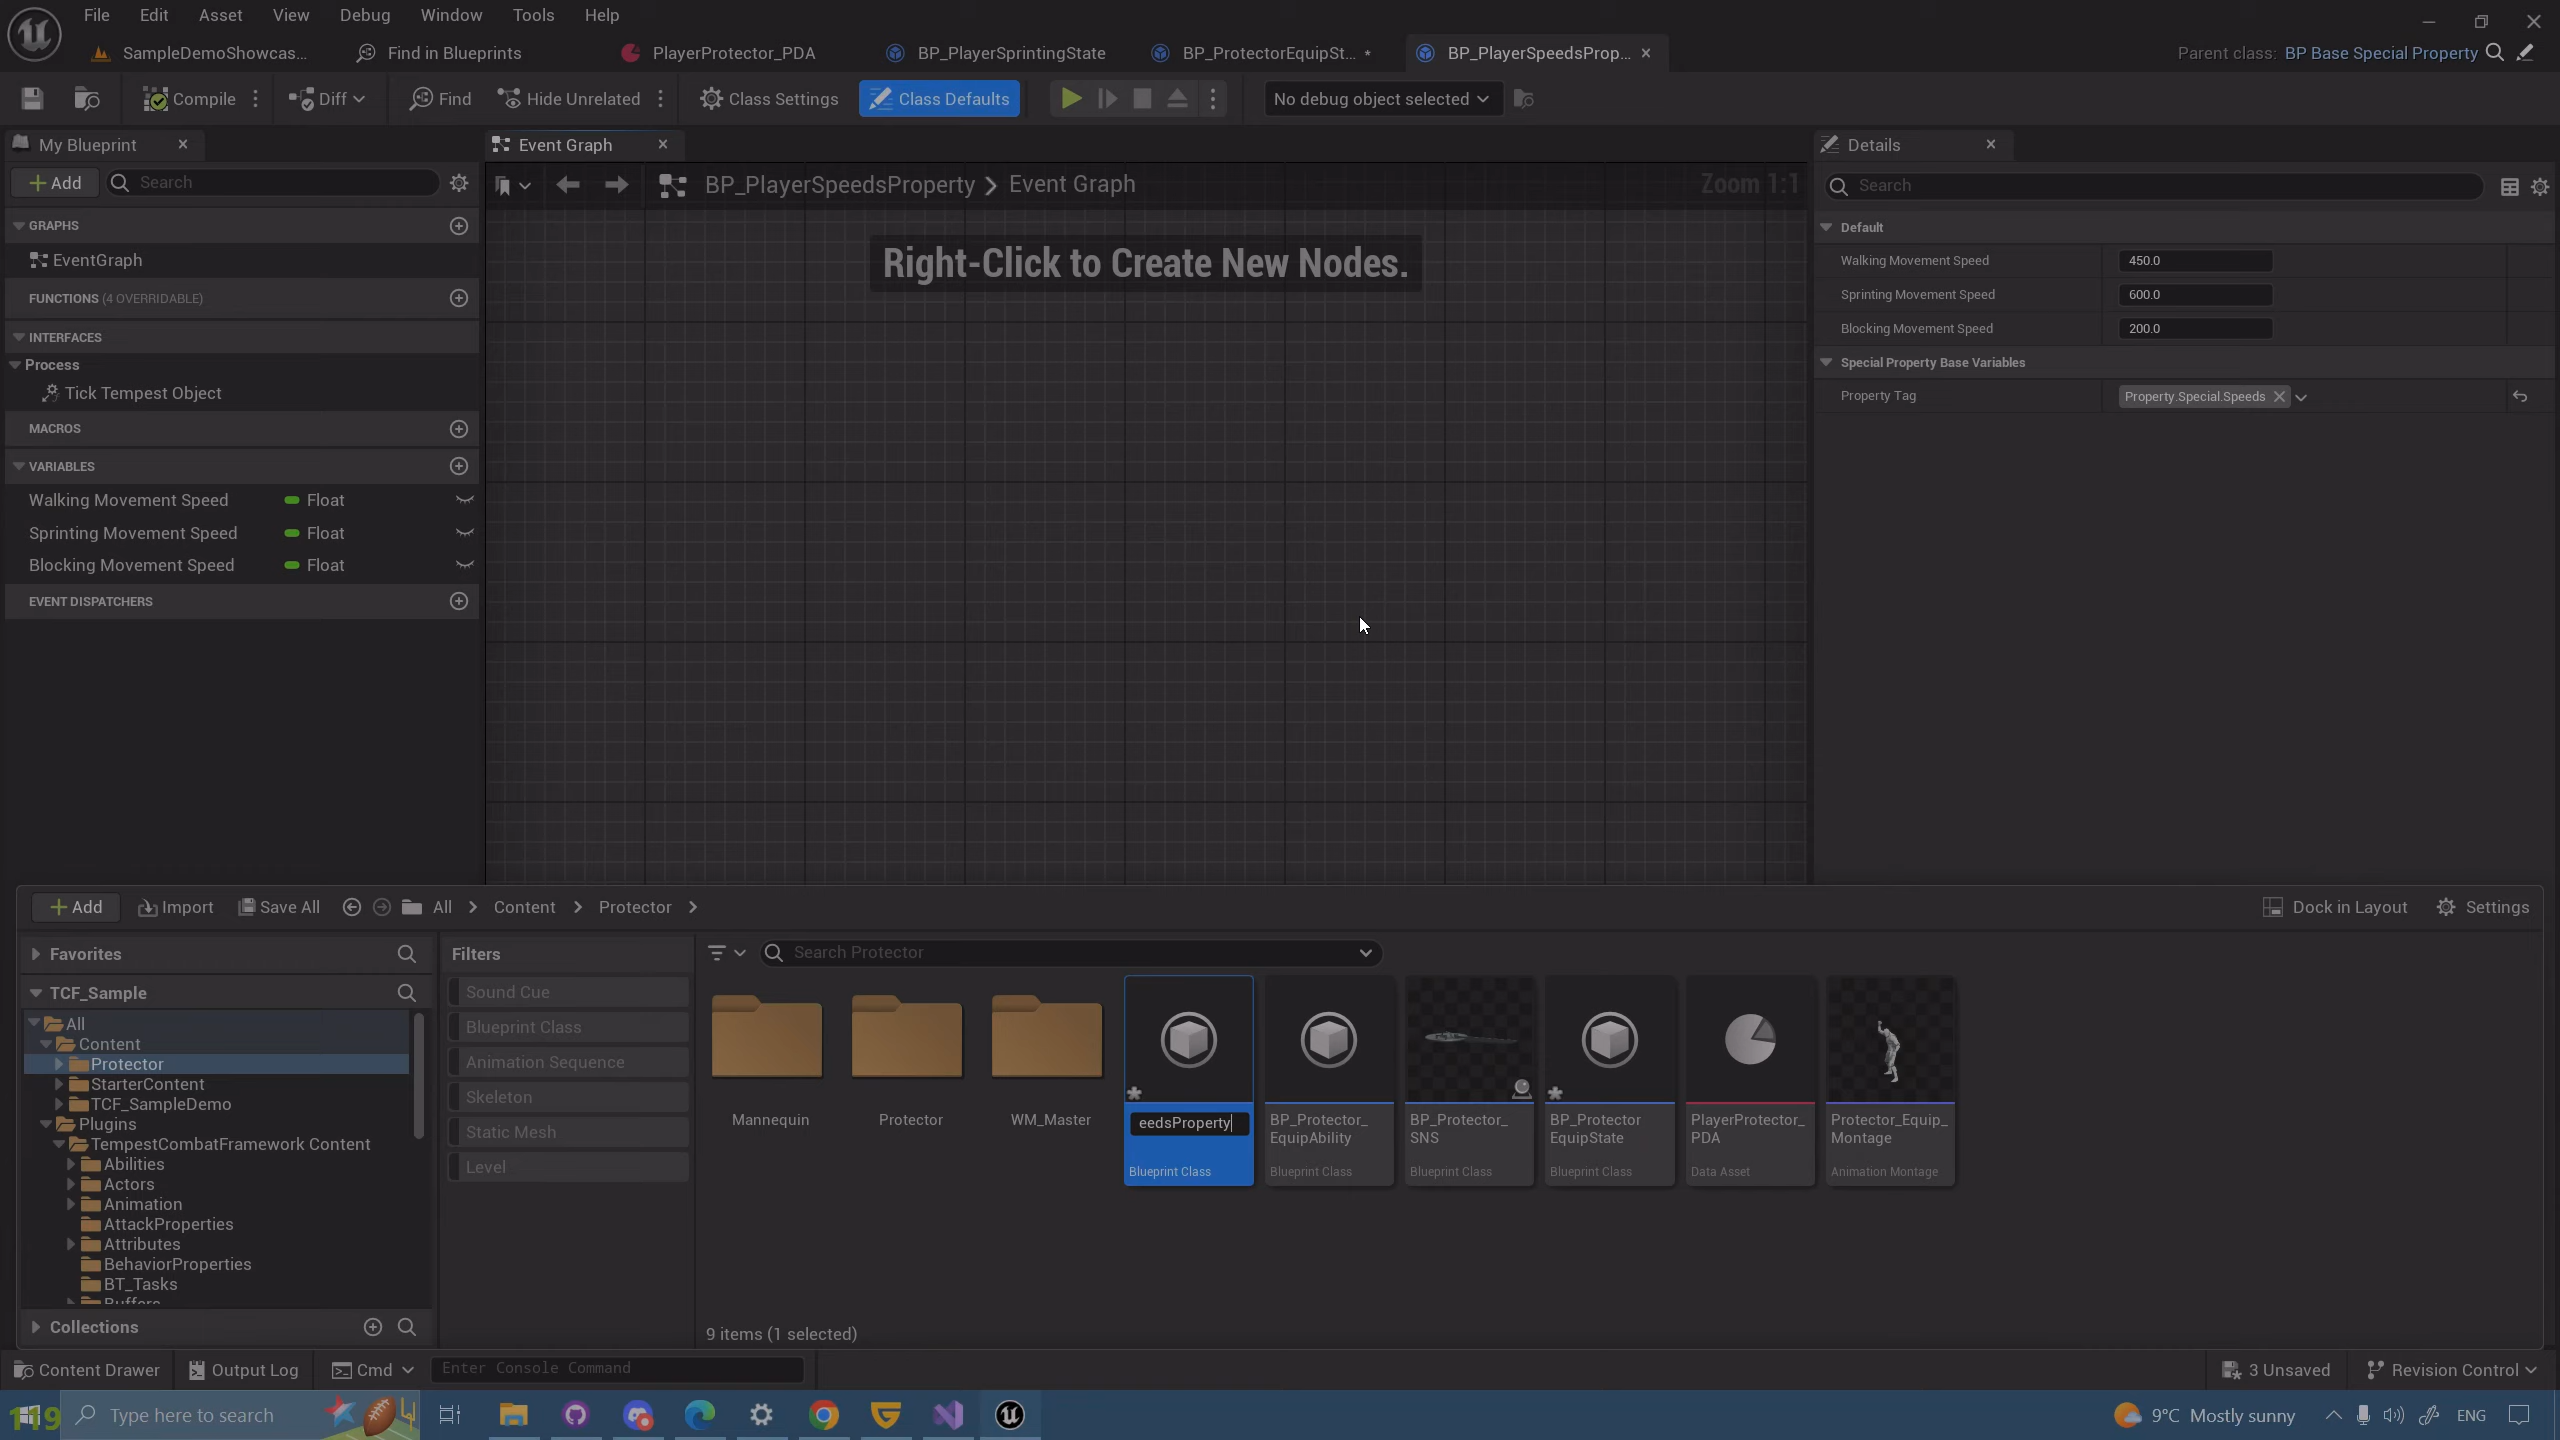 File Edit Asset View Debug Window Tools Help
SampleDemoShowcas... Find in Blueprints PlayerProtector_PDA BP_PlayerSprintingState BP_ProtectorEquipSt... * BP_PlayerSpeedsProp... Parent class: BP Base Special Property
Compile Diff Find Hide Unrelated Class Settings Class Defaults No debug object selected
My Blueprint Event Graph Details
Add Search BP_PlayerSpeedsProperty > Event Graph Zoom 1:1 Search
GRAPHS
EventGraph
FUNCTIONS (4 OVERRIDABLE)
INTERFACES
Process
Tick Tempest Object
MACROS
VARIABLES
Walking Movement Speed Float
Sprinting Movement Speed Float
Blocking Movement Speed Float
EVENT DISPATCHERS
Right-Click to Create New Nodes.
Default
Walking Movement Speed 450.0
Sprinting Movement Speed 600.0
Blocking Movement Speed 200.0
Special Property Base Variables
Property Tag Property.Special.Speeds
Add Import Save All All > Content > Protector > Dock in Layout Settings
Favorites
TCF_Sample
All
Content
Protector
StarterContent
TCF_SampleDemo
Plugins
TempestCombatFramework Content
Abilities
Actors
Animation
AttackProperties
Attributes
BehaviorProperties
BT_Tasks
Buffers
Collections
Filters
Sound Cue
Blueprint Class
Animation Sequence
Skeleton
Static Mesh
Level
Search Protector
Mannequin
Protector
WM_Master
eedsProperty
Blueprint Class
BP_Protector_
EquipAbility
Blueprint Class
BP_Protector_
SNS
Blueprint Class
BP_Protector
EquipState
Blueprint Class
PlayerProtector_
PDA
Data Asset
Protector_Equip_
Montage
Animation Montage
9 items (1 selected)
Content Drawer Output Log Cmd Enter Console Command 3 Unsaved Revision Control
119 Type here to search 9°C Mostly sunny ENG